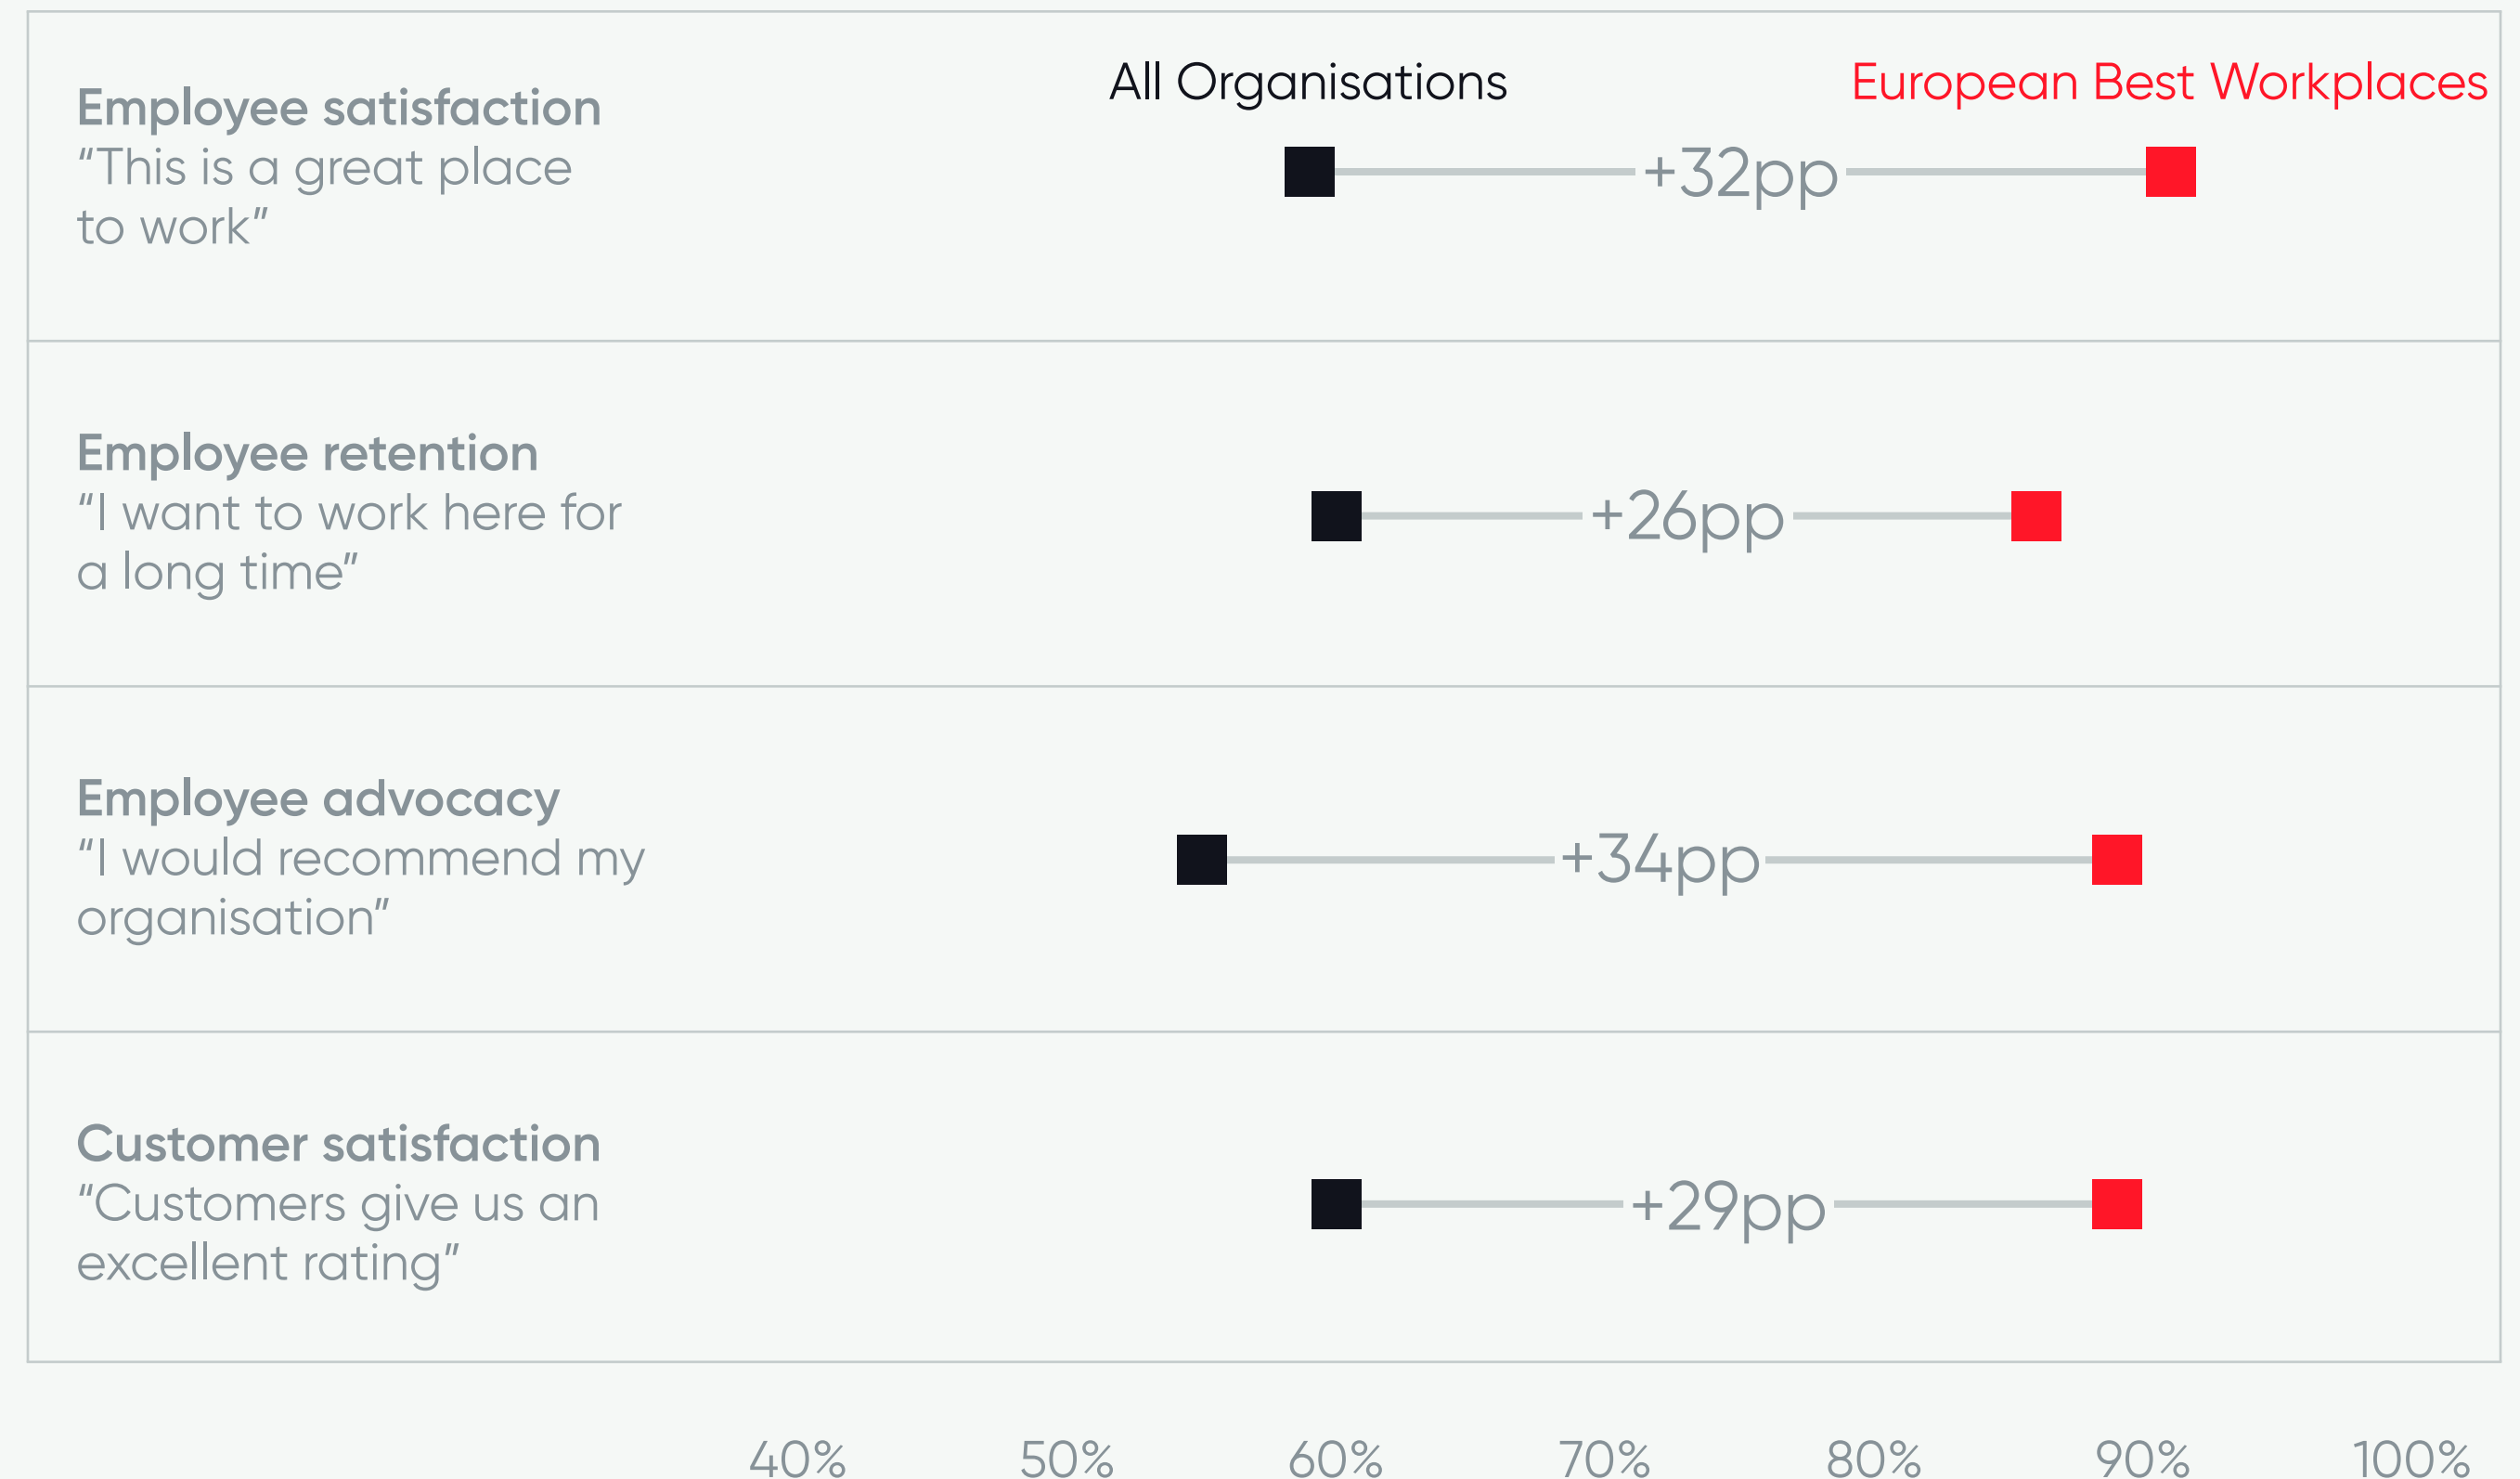 All Organisations
European Best Workplaces
Employee satisfaction
“This is a great place
to work”
+32pp
Employee retention
“I want to work here for
a long time”
+26pp
Employee advocacy
“I would recommend my
organisation”
+34pp
Customer satisfaction
“Customers give us an
excellent rating”
+29pp
40% 50% 60% 70% 80% 90% 100%